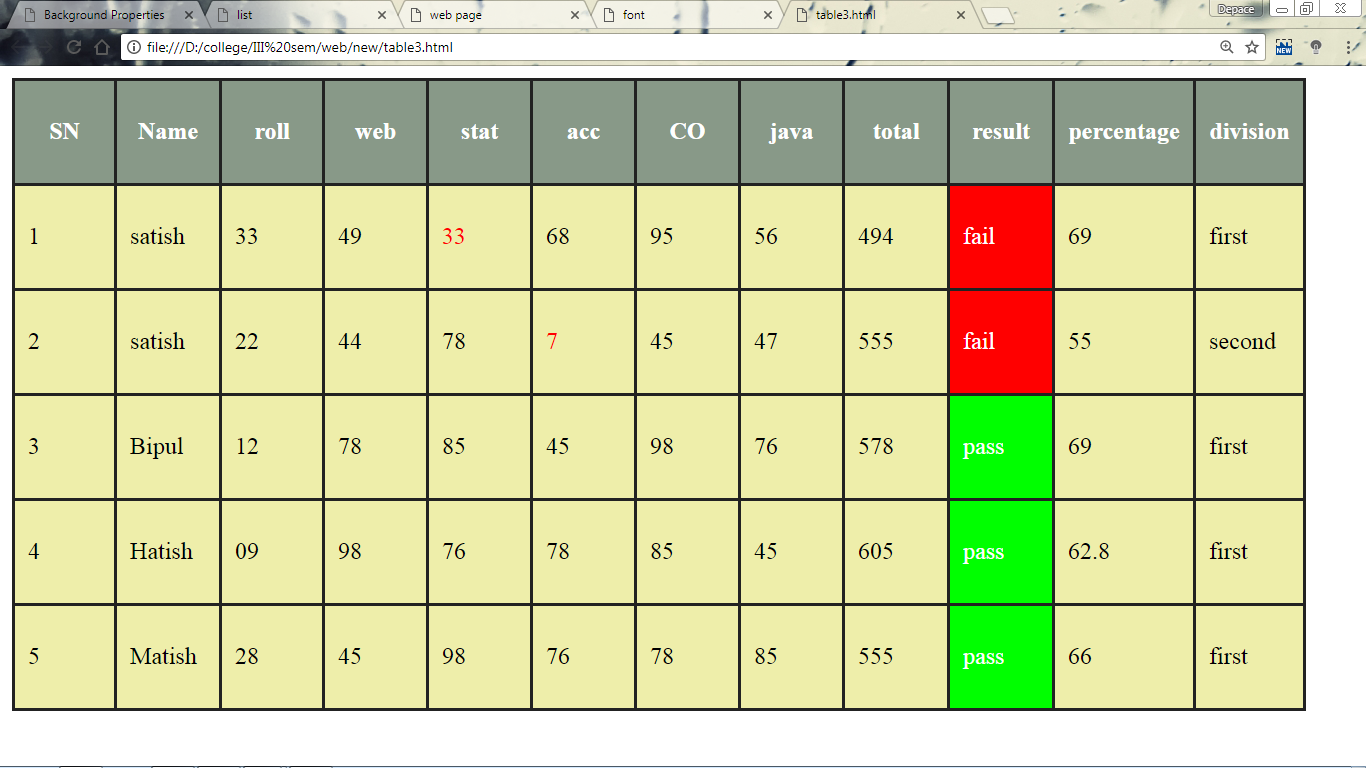 Background Properties list web page font table3.html Depace
file:///D:/college/III%20sem/web/new/table3.html NEW
SN Name roll web stat acc CO java total result percentage division
1 satish 33 49 33 68 95 56 494 fail 69 first
2 satish 22 44 78 7 45 47 555 fail 55 second
3 Bipul 12 78 85 45 98 76 578 pass 69 first
4 Hatish 09 98 76 78 85 45 605 pass 62.8 first
5 Matish 28 45 98 76 78 85 555 pass 66 first